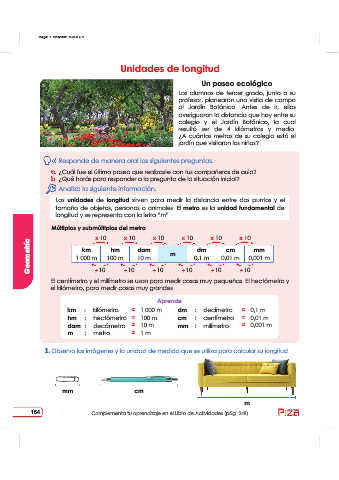 Unidades de longitud
Un paseo ecológico
Los alumnos de tercer grado, junto a su
profesor, planearon una visita de campo
al Jardín Botánico. Antes de ir, ellos
averiguaron la distancia que hay entre su
colegio y el Jardín Botánico, la cual
resultó ser de 4 kilómetros y medio.
¿A cuántos metros de su colegio está el
jardín que visitarán los niños?
Responde de manera oral las siguientes preguntas.
a. ¿Cuál fue el último paseo que realizaste con tus compañeros de aula?
b. ¿Qué harás para responder a la pregunta de la situación inicial?
Analiza la siguiente información.
Las unidades de longitud sirven para medir la distancia entre dos puntos y el
tamaño de objetos, personas o animales. El metro es la unidad fundamental de
longitud y se representa con la letra "m"
Múltiplos y submúltiplos del metro
x 10 x 10 x 10 x 10 x 10 x 10
km hm dam m dm cm mm
1 000 m 100 m 10 m 0,1 m 0,01 m 0,001 m
÷10 ÷10 ÷10 ÷10 ÷10 ÷10
El centímetro y el milímetro se usan para medir cosas muy pequeñas. El hectómetro y
el kilómetro, para medir cosas muy grandes.
Aprende
km : kilómetro = 1 000 m dm : decímetro = 0,1 m
hm : hectómetro = 100 m cm : centímetro = 0,01 m
dam : decámetro = 10 m mm : milímetro = 0,001 m
m : metro = 1 m
1. Observa las imágenes y la unidad de medida que se utiliza para calcular su longitud.
mm cm
m
Geometría
164
Complementa tu aprendizaje en el Libro de Actividades (pág. 248)